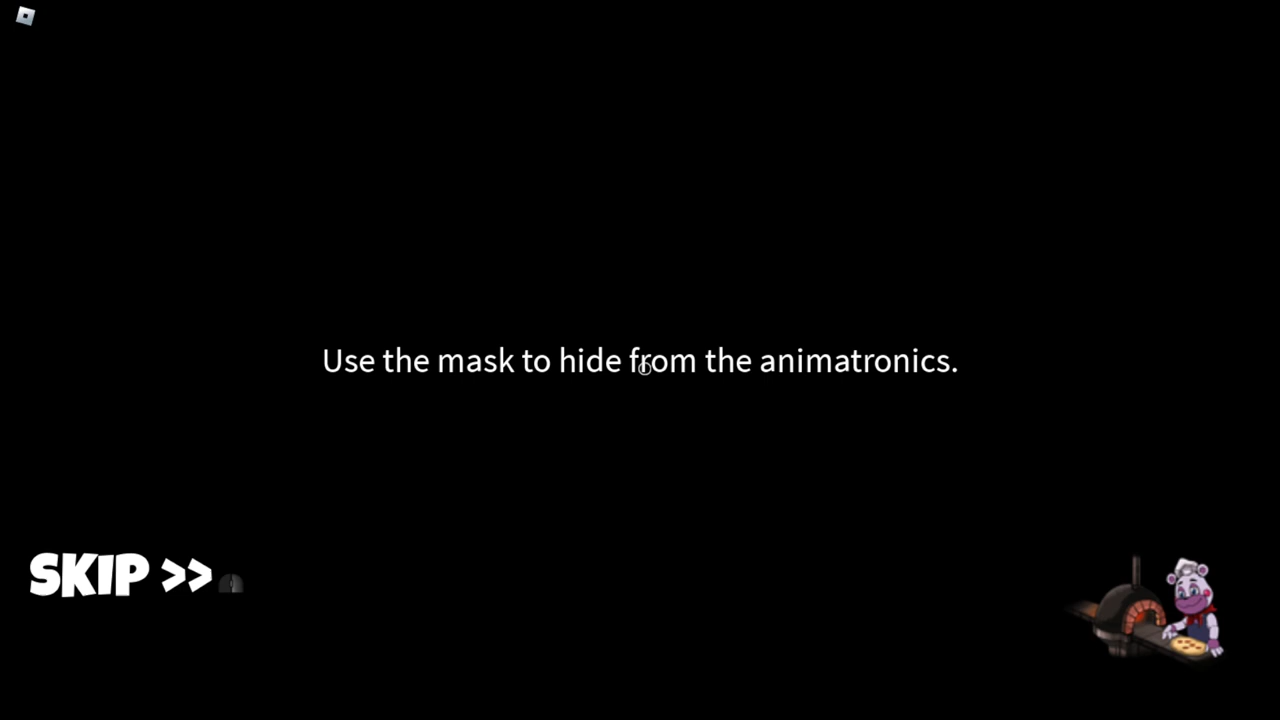 Use the mask to hide from the animatronics.
SKIP >>